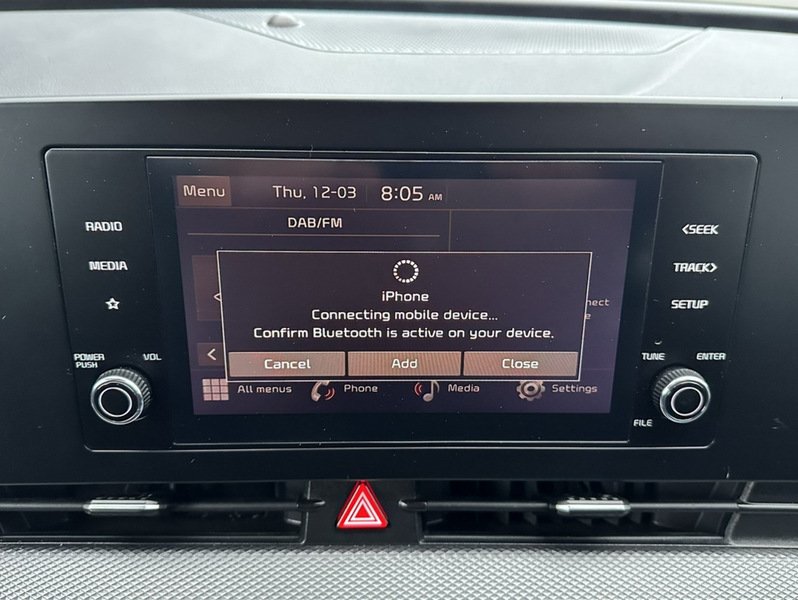 Menu Thu, 12-03 8:05 AM
DAB/FM
RADIO
MEDIA
iPhone
Connecting mobile device...
Confirm Bluetooth is active on your device.
Cancel Add Close
All menus Phone Media Settings
POWER PUSH VOL
<SEEK
TRACK>
SETUP
TUNE ENTER
FILE